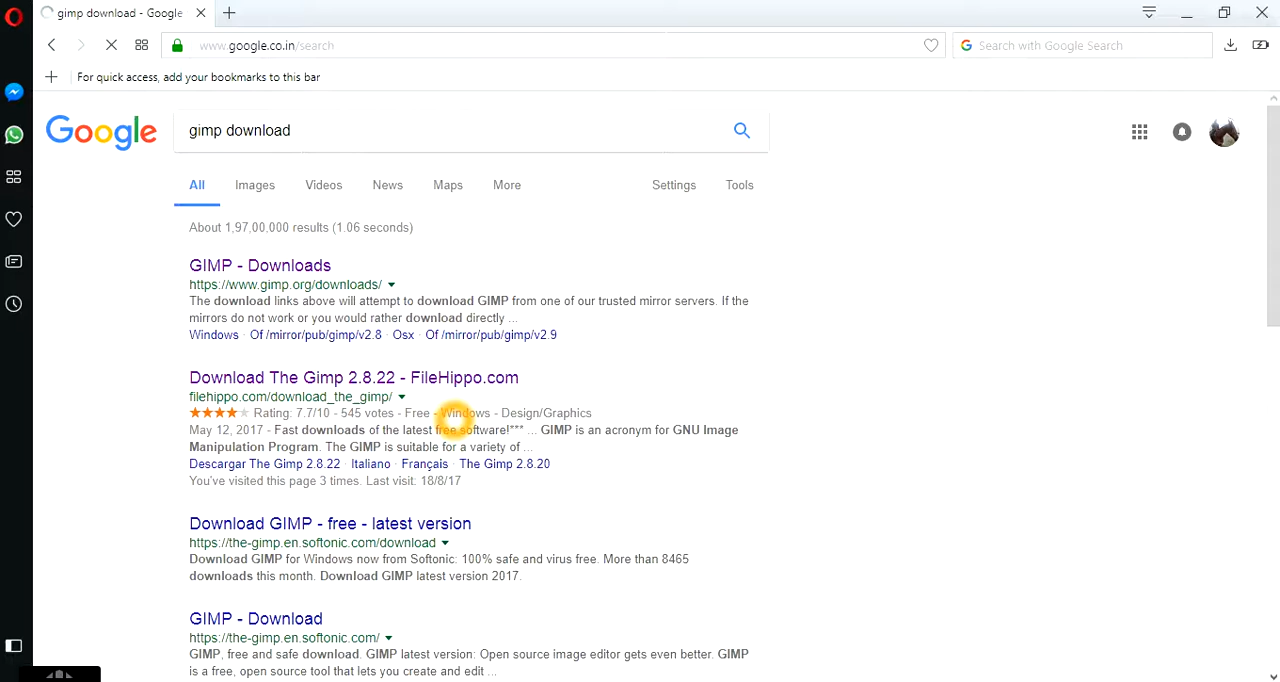 gimp download - Google
www.google.co.in/search
Search with Google Search
For quick access, add your bookmarks to this bar
Google
gimp download
All Images Videos News Maps More Settings Tools
About 1,97,00,000 results (1.06 seconds)
GIMP - Downloads
https://www.gimp.org/downloads/
The download links above will attempt to download GIMP from one of our trusted mirror servers. If the
mirrors do not work or you would rather download directly ...
Windows · Of /mirror/pub/gimp/v2.8 · Osx · Of /mirror/pub/gimp/v2.9
Download The Gimp 2.8.22 - FileHippo.com
filehippo.com/download_the_gimp/
Rating: 7.7/10 - 545 votes - Free - Windows - Design/Graphics
May 12, 2017 - Fast downloads of the latest free software!*** ... GIMP is an acronym for GNU Image
Manipulation Program. The GIMP is suitable for a variety of ...
Descargar The Gimp 2.8.22 · Italiano · Français · The Gimp 2.8.20
You've visited this page 3 times. Last visit: 18/8/17
Download GIMP - free - latest version
https://the-gimp.en.softonic.com/download
Download GIMP for Windows now from Softonic: 100% safe and virus free. More than 8465
downloads this month. Download GIMP latest version 2017.
GIMP - Download
https://the-gimp.en.softonic.com/
GIMP, free and safe download. GIMP latest version: Open source image editor gets even better. GIMP
is a free, open source tool that lets you create and edit ...